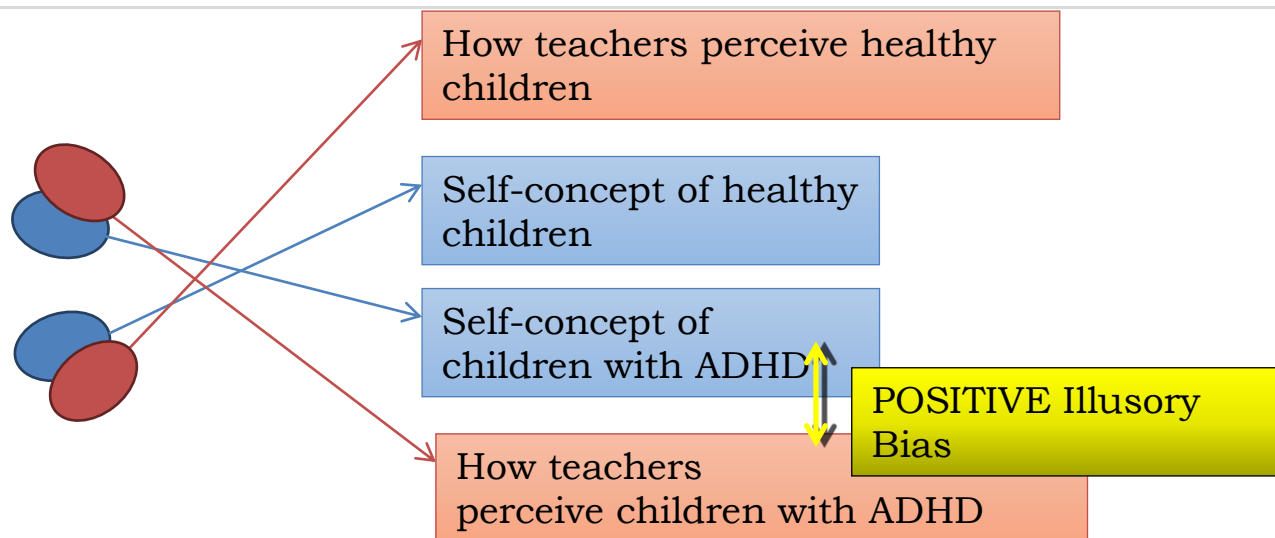 How teachers perceive healthy
children
Self-concept of healthy
children
Self-concept of
children with ADHD
POSITIVE Illusory
Bias
How teachers
perceive children with ADHD